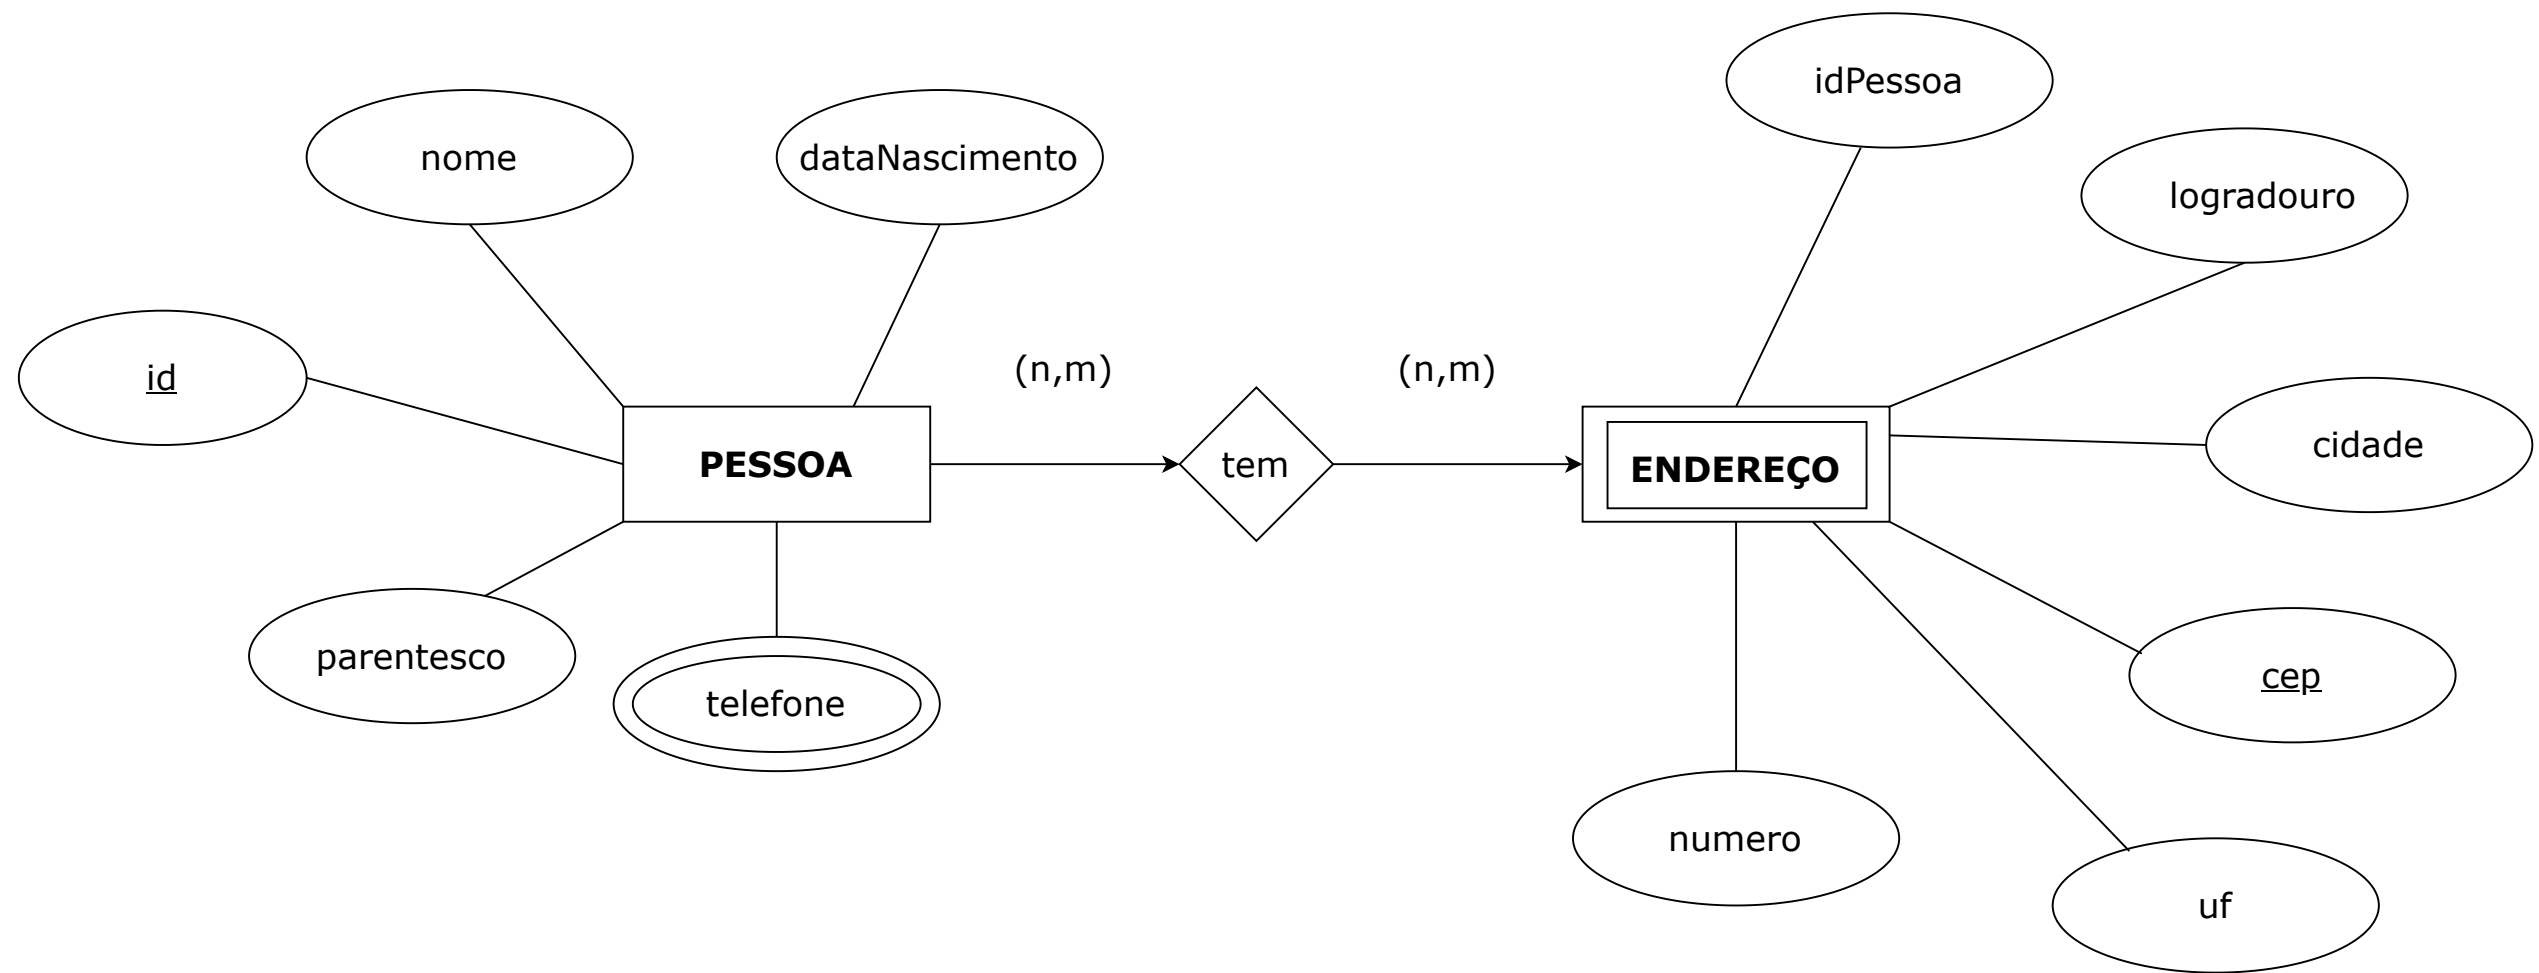 idPessoa
nome
dataNascimento
logradouro
(n,m)
(n,m)
id
cidade
PESSOA
tem
ENDEREÇO
parentesco
telefone
cep
numero
uf